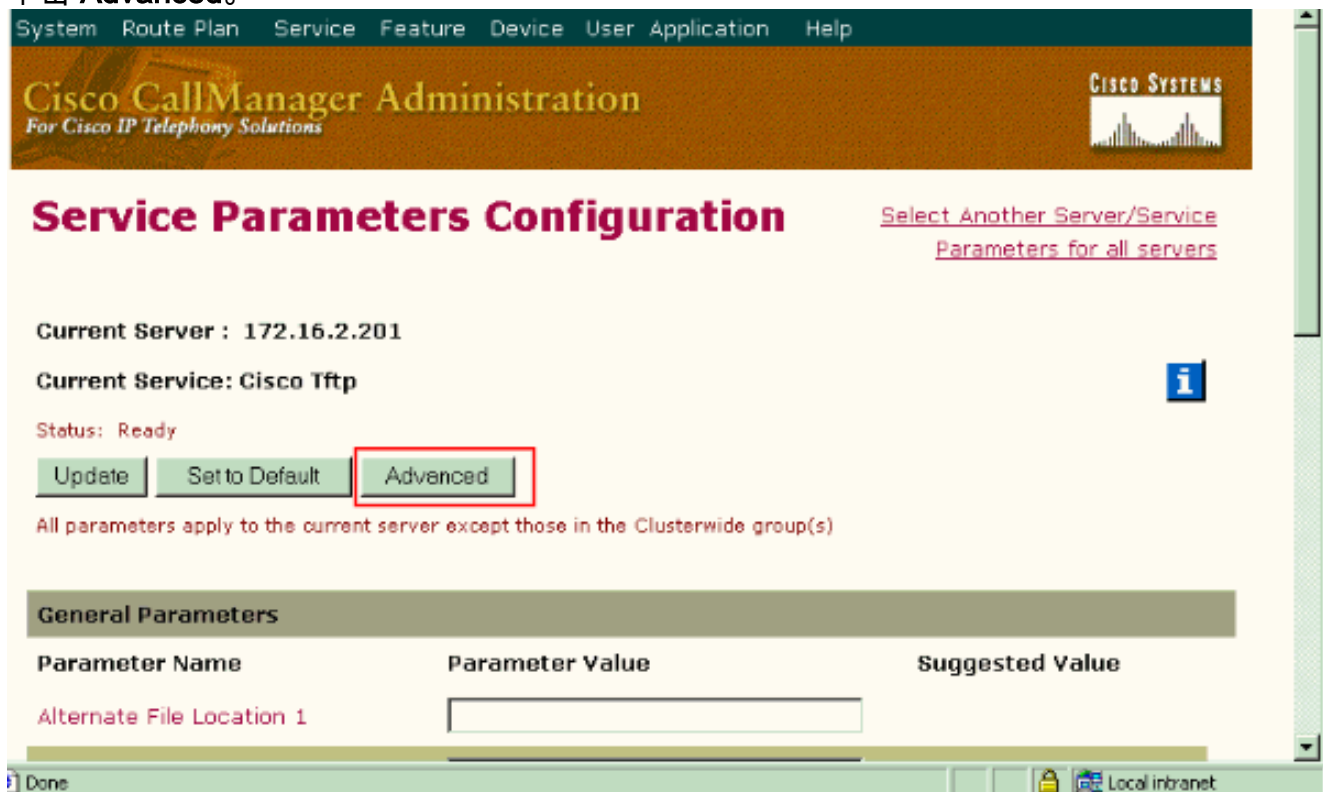 单击 Advanced。
System Route Plan Service Feature Device User Application Help
Cisco CallManager Administration
For Cisco IP Telephony Solutions
CISCO SYSTEMS
Service Parameters Configuration
Select Another Server/Service
Parameters for all servers
Current Server : 172.16.2.201
Current Service: Cisco Tftp
i
Status: Ready
Update Set to Default Advanced
All parameters apply to the current server except those in the Clusterwide group(s)
General Parameters
Parameter Name Parameter Value Suggested Value
Alternate File Location 1
Done Local intranet